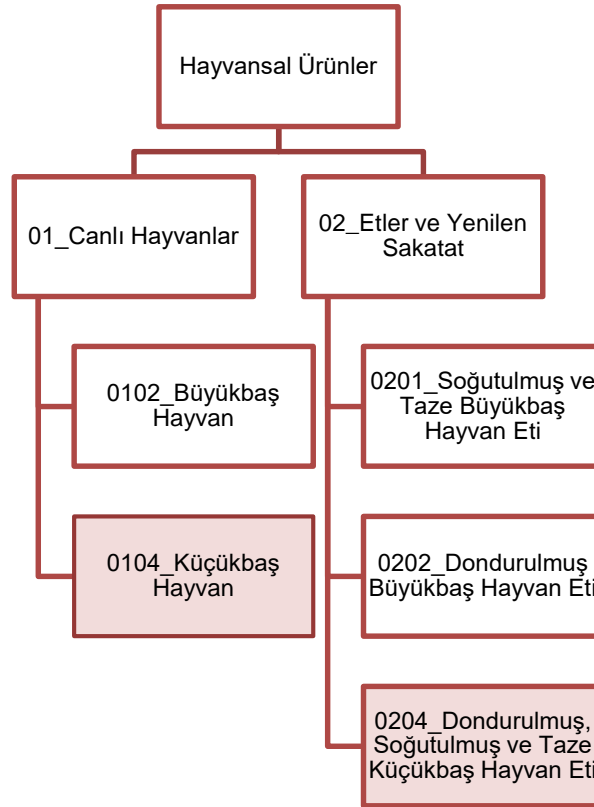 Hayvansal Ürünler
01_Canlı Hayvanlar
02_Etler ve Yenilen
Sakatat
0102_Büyükbaş
Hayvan
0201_Soğutulmuş ve
Taze Büyükbaş
Hayvan Eti
0104_Küçükbaş
Hayvan
0202_Dondurulmuş
Büyükbaş Hayvan Eti
0204_Dondurulmuş,
Soğutulmuş ve Taze
Küçükbaş Hayvan Eti